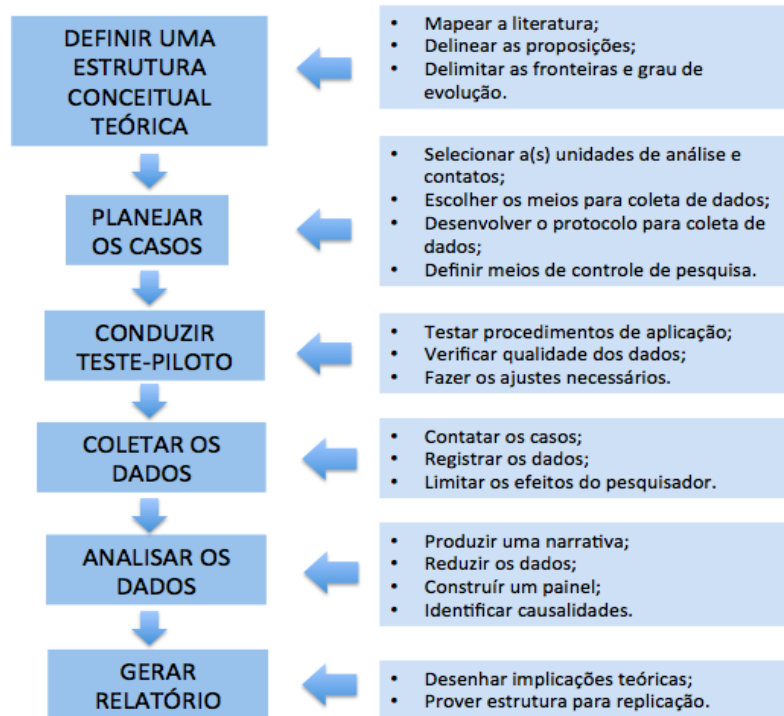 DEFINIR UMA
ESTRUTURA
CONCEITUAL
TEÓRICA
• Mapear a literatura;
• Delinear as proposições;
• Delimitar as fronteiras e grau de
evolução.
PLANEJAR
OS CASOS
• Selecionar a(s) unidades de análise e
contatos;
• Escolher os meios para coleta de dados;
• Desenvolver o protocolo para coleta de
dados;
• Definir meios de controle de pesquisa.
CONDUZIR
TESTE-PILOTO
• Testar procedimentos de aplicação;
• Verificar qualidade dos dados;
• Fazer os ajustes necessários.
COLETAR OS
DADOS
• Contatar os casos;
• Registrar os dados;
• Limitar os efeitos do pesquisador.
ANALISAR OS
DADOS
• Produzir uma narrativa;
• Reduzir os dados;
• Construír um painel;
• Identificar causalidades.
GERAR
RELATÓRIO
• Desenhar implicações teóricas;
• Prover estrutura para replicação.